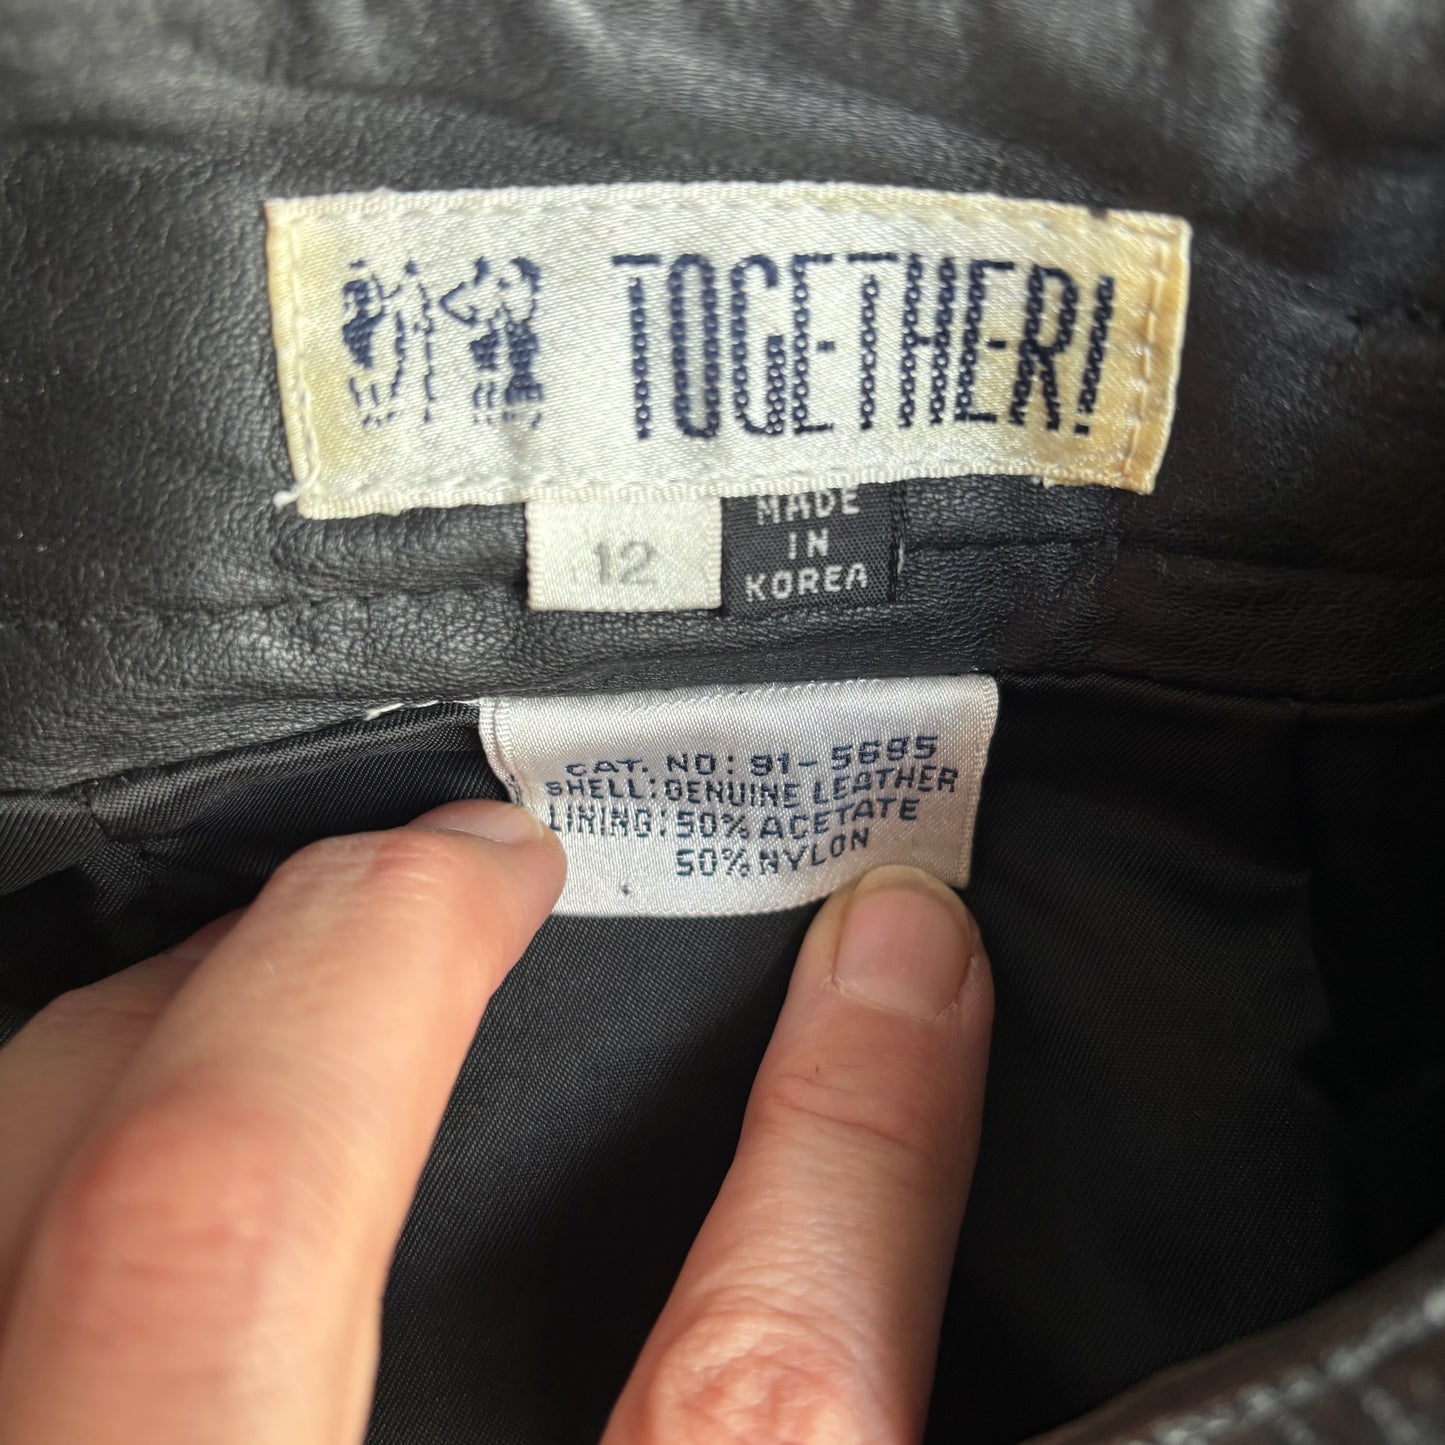 TOGETHER!
12
MADE
IN
KOREA
CAT. NO: 91-5695
SHELL: GENUINE LEATHER
LINING: 50% ACETATE
50% NYLON